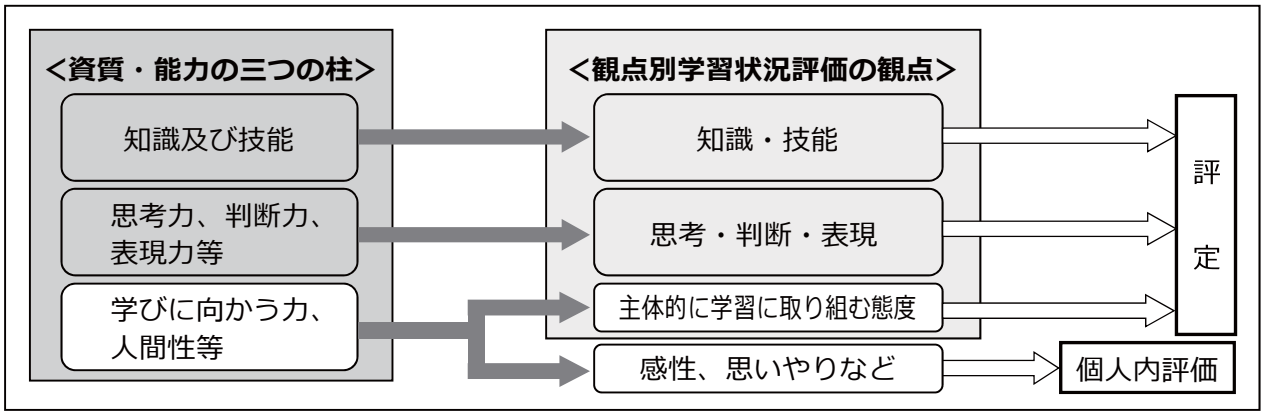 <資質・能力の三つの柱>
知識及び技能
思考力、判断力、
表現力等
学びに向かう力、
人間性等
<観点別学習状況評価の観点>
知識・技能
思考・判断・表現
主体的に学習に取り組む態度
感性、思いやりなど
評定
個人内評価